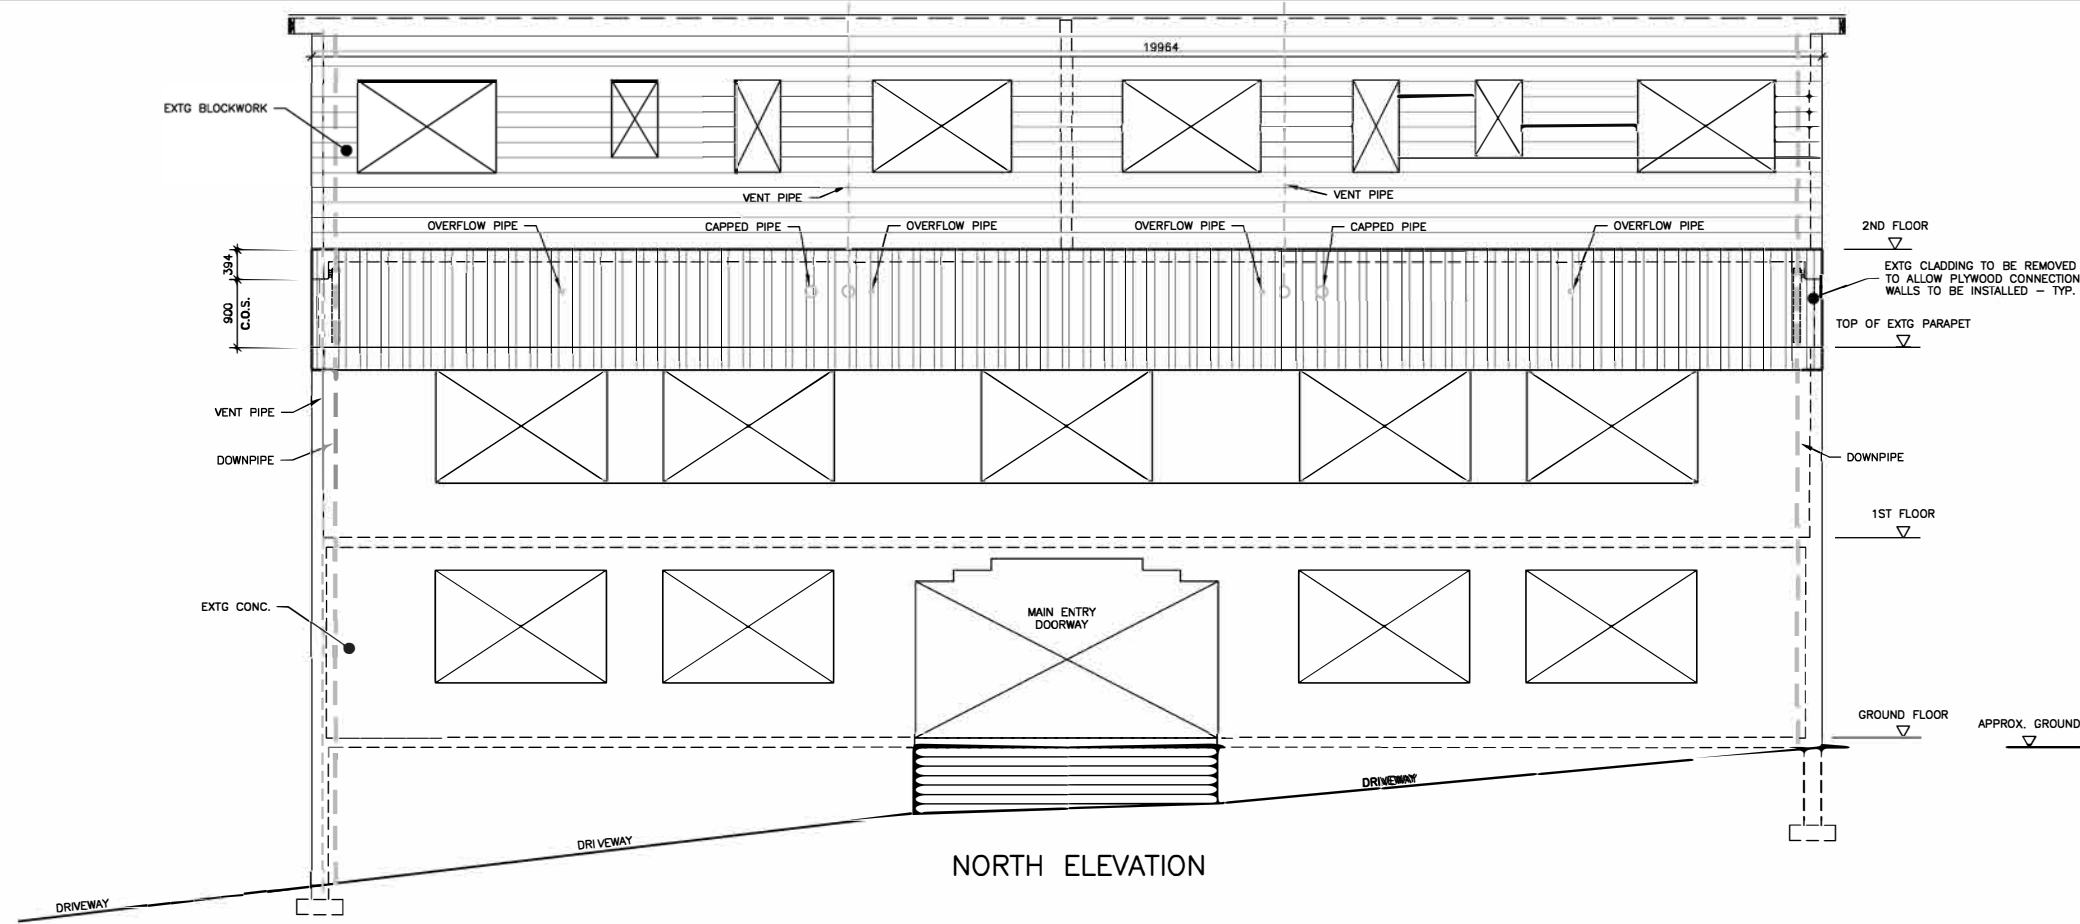 19964
EXTG BLOCKWORK
VENT PIPE
VENT PIPE
OVERFLOW PIPE
CAPPED PIPE
OVERFLOW PIPE
OVERFLOW PIPE
CAPPED PIPE
OVERFLOW PIPE
2ND FLOOR
394
900
C.O.S.
EXTG CLADDING TO BE REMOVED
TO ALLOW PLYWOOD CONNECTION
WALLS TO BE INSTALLED – TYP.
TOP OF EXTG PARAPET
VENT PIPE
DOWNPIPE
DOWNPIPE
1ST FLOOR
EXTG CONC.
MAIN ENTRY
DOORWAY
GROUND FLOOR
APPROX. GROUND
DRIVEWAY
DRIVEWAY
DRIVEWAY
NORTH ELEVATION